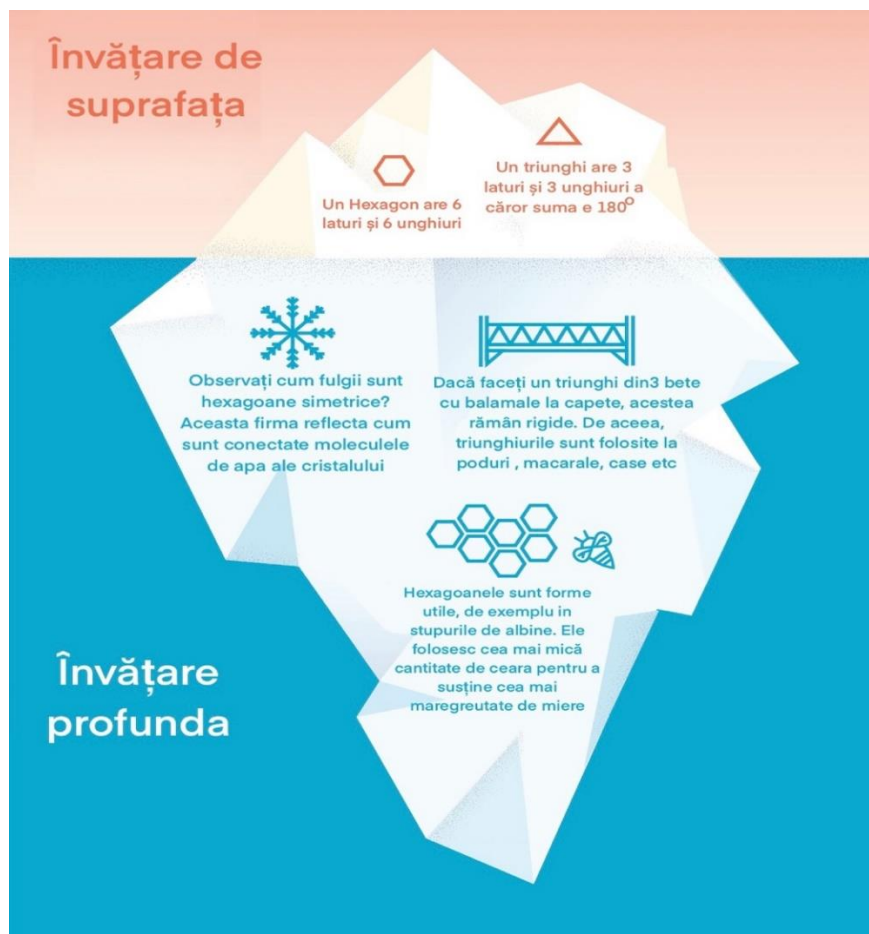 Învățare de
suprafața
Un Hexagon are 6
laturi și 6 unghiuri
Un triunghi are 3
laturi și 3 unghiuri a
căror suma e 180⁰
Observați cum fulgii sunt
hexagoane simetrice?
Aceasta firma reflecta cum
sunt conectate moleculele
de apa ale cristalului
Dacă faceți un triunghi din3 bete
cu balamale la capete, acestea
rămân rigide. De aceea,
triunghiurile sunt folosite la
poduri , macarale, case etc
Hexagoanele sunt forme
utile, de exemplu in
stupurile de albine. Ele
folosesc cea mai mică
cantitate de ceara pentru a
susține cea mai
maregreutate de miere
Învățare
profunda